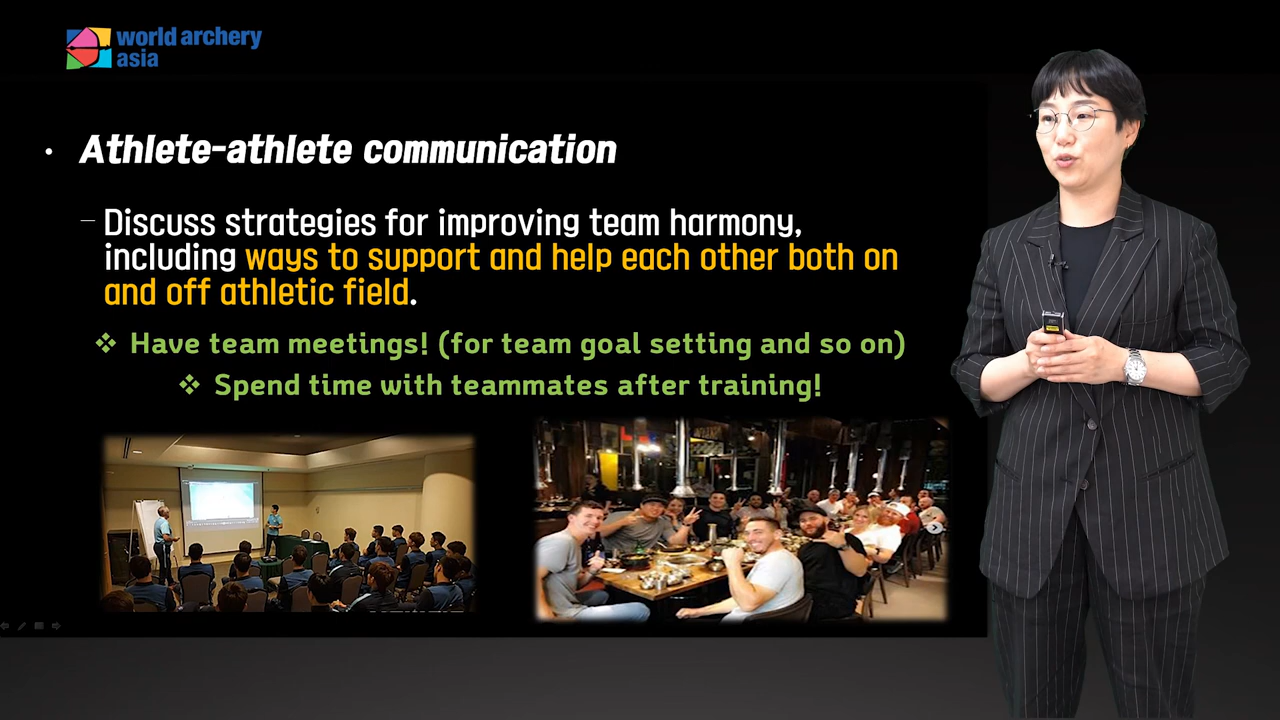 world archery
asia
• Athlete-athlete communication
– Discuss strategies for improving team harmony,
including ways to support and help each other both on
and off athletic field.
❖ Have team meetings! (for team goal setting and so on)
❖ Spend time with teammates after training!